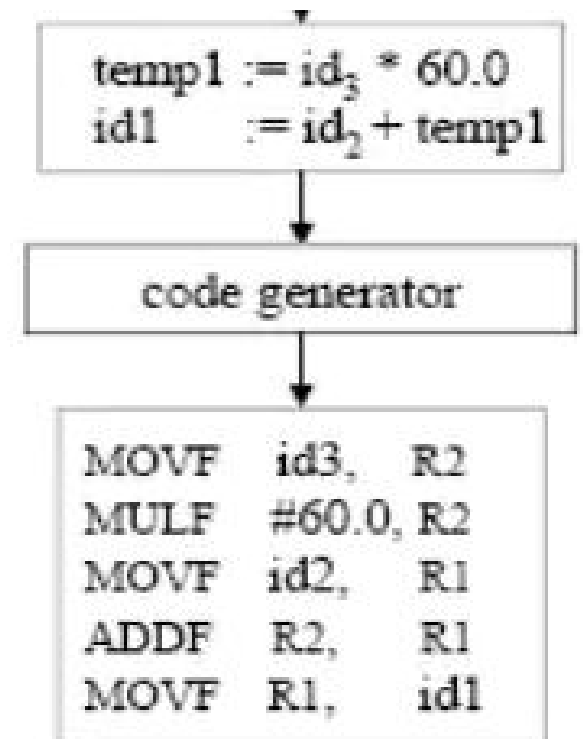 temp1 := id₃ * 60.0
id1 := id₂ + temp1
code generator
MOVF id3, R2
MULF #60.0, R2
MOVF id2, R1
ADDF R2, R1
MOVF R1, id1